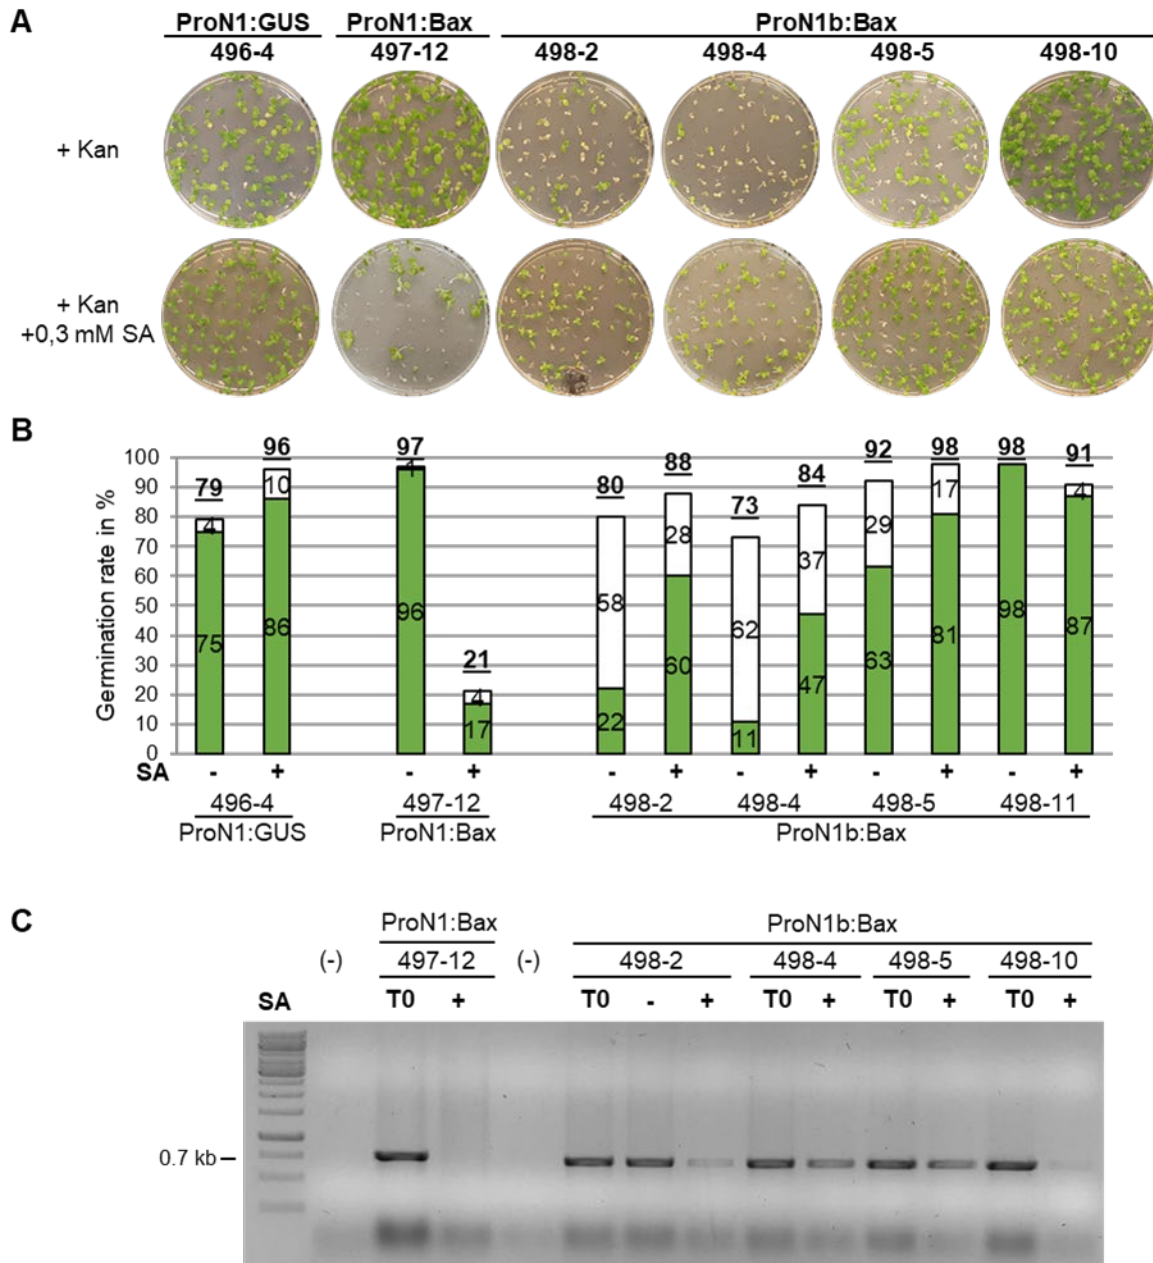 A
ProN1:GUS ProN1:Bax ProN1b:Bax
496-4 497-12 498-2 498-4 498-5 498-10
+ Kan
+ Kan
+0,3 mM SA
B
Germination rate in %
100
90
80
70
60
50
40
30
20
10
0
79 96 97 21 80 88 73 84 92 98 98 91
4 10 1 4 58 28 62 37 29 17 4
75 86 96 17 22 60 11 47 63 81 98 87
SA - + - + - + - + - + - +
496-4 497-12 498-2 498-4 498-5 498-11
ProN1:GUS ProN1:Bax ProN1b:Bax
C
ProN1:Bax ProN1b:Bax
(-) 497-12 (-) 498-2 498-4 498-5 498-10
SA T0 + T0 - + T0 + T0 + T0 +
0.7 kb